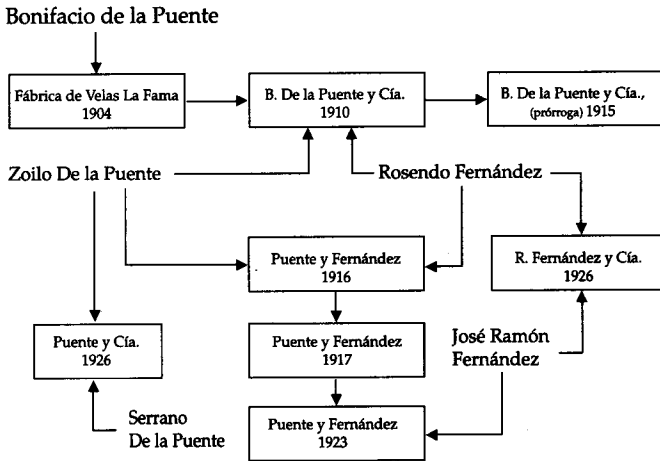 Bonifacio de la Puente
Fábrica de Velas La Fama
1904
B. De la Puente y Cía.
1910
B. De la Puente y Cía.,
(prórroga) 1915
Zoilo De la Puente
Rosendo Fernández
Puente y Fernández
1916
R. Fernández y Cía.
1926
Puente y Cía.
1926
Puente y Fernández
1917
José Ramón
Fernández
Serrano
De la Puente
Puente y Fernández
1923